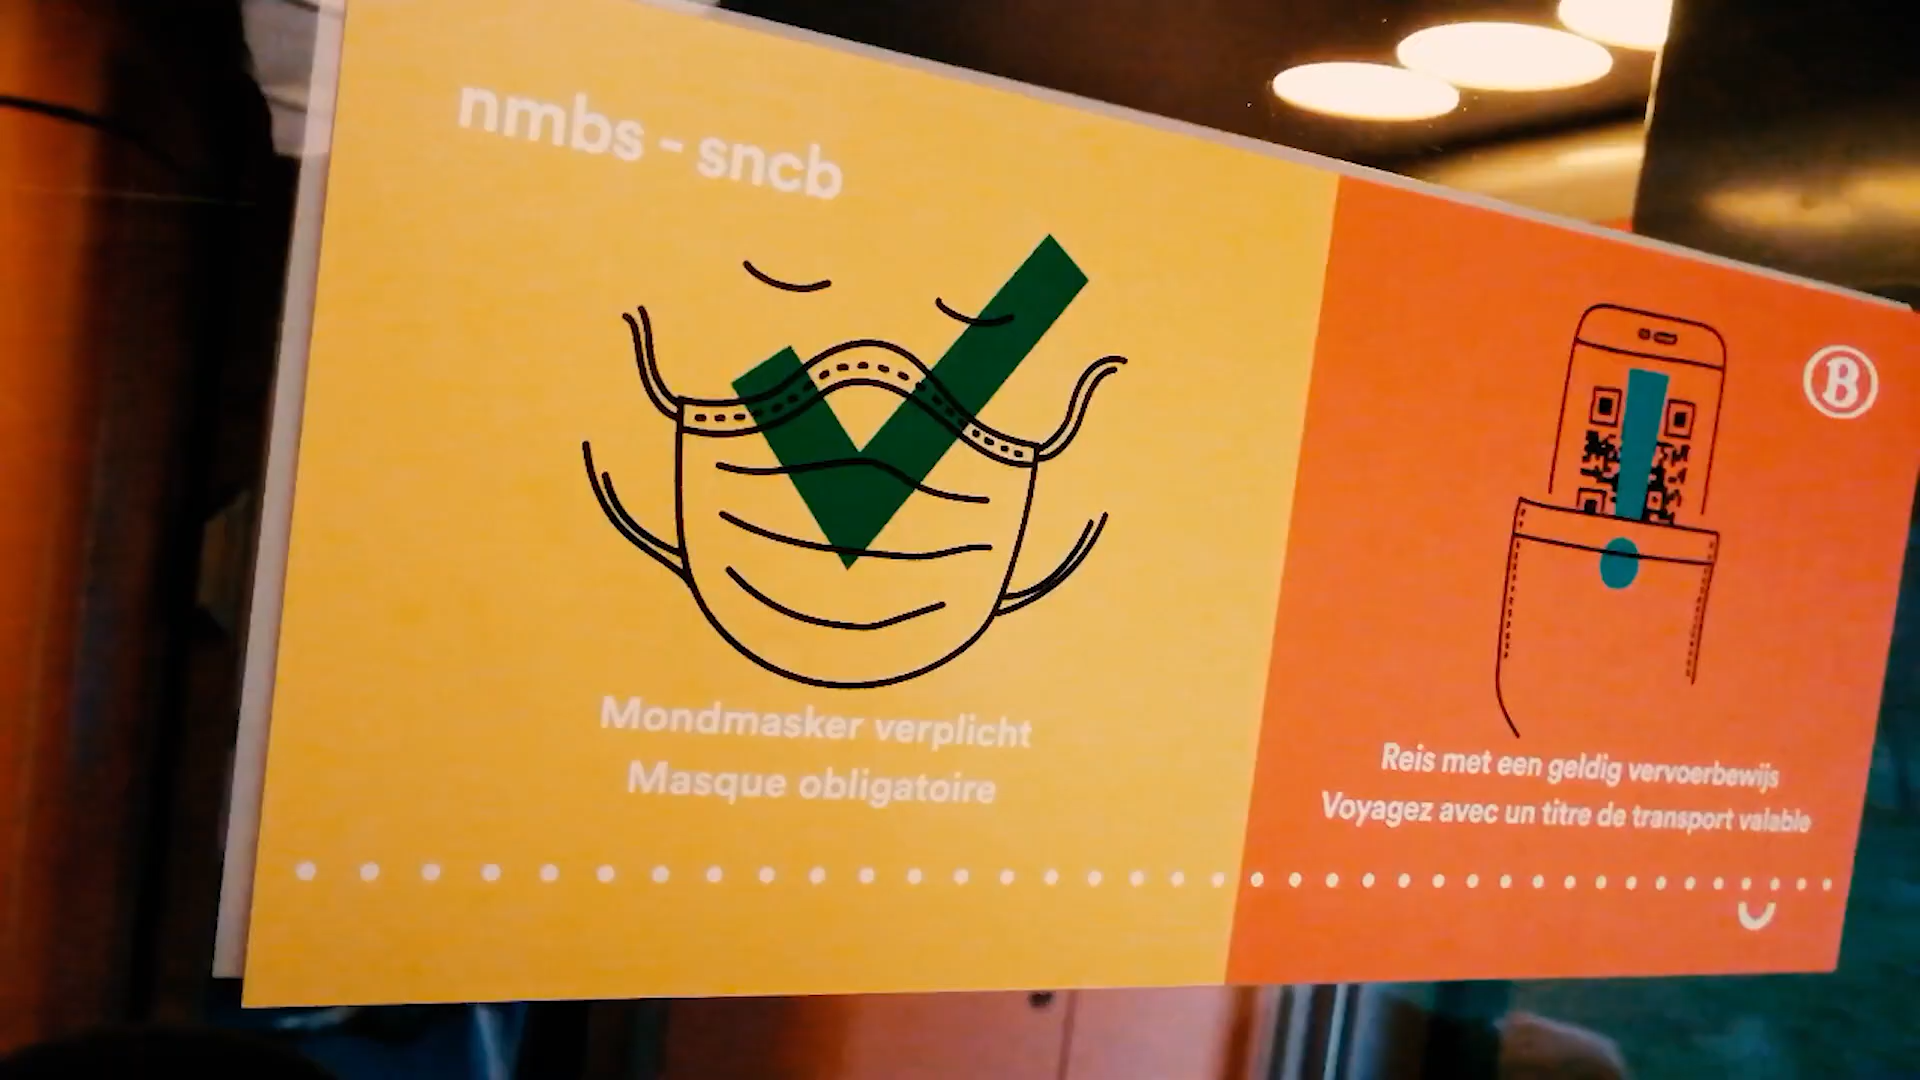 nmbs - sncb
Mondmasker verplicht
Masque obligatoire
B
Reis met een geldig vervoerbewijs
Voyagez avec un titre de transport valable